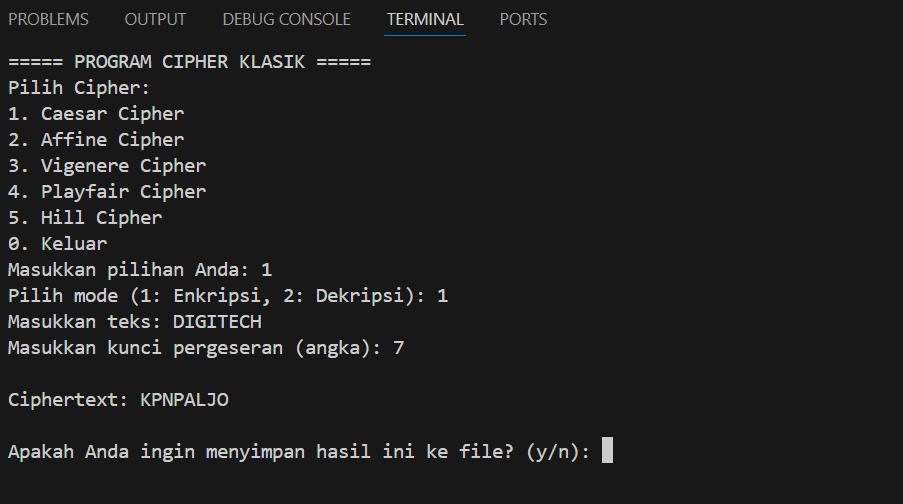 PROBLEMS OUTPUT DEBUG CONSOLE TERMINAL PORTS
===== PROGRAM CIPHER KLASIK =====
Pilih Cipher:
1. Caesar Cipher
2. Affine Cipher
3. Vigenere Cipher
4. Playfair Cipher
5. Hill Cipher
0. Keluar
Masukkan pilihan Anda: 1
Pilih mode (1: Enkripsi, 2: Dekripsi): 1
Masukkan teks: DIGITECH
Masukkan kunci pergeseran (angka): 7
Ciphertext: KPNPALJO
Apakah Anda ingin menyimpan hasil ini ke file? (y/n):